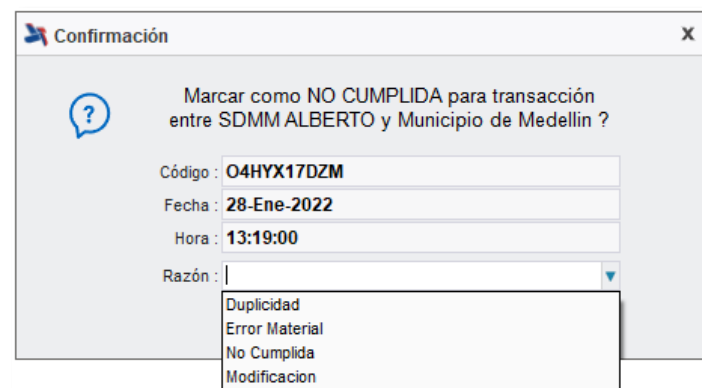 Confirmación X
?
Marcar como NO CUMPLIDA para transacción
entre SDMM ALBERTO y Municipio de Medellin ?
Código : O4HYX17DZM
Fecha : 28-Ene-2022
Hora : 13:19:00
Razón :
Duplicidad
Error Material
No Cumplida
Modificacion